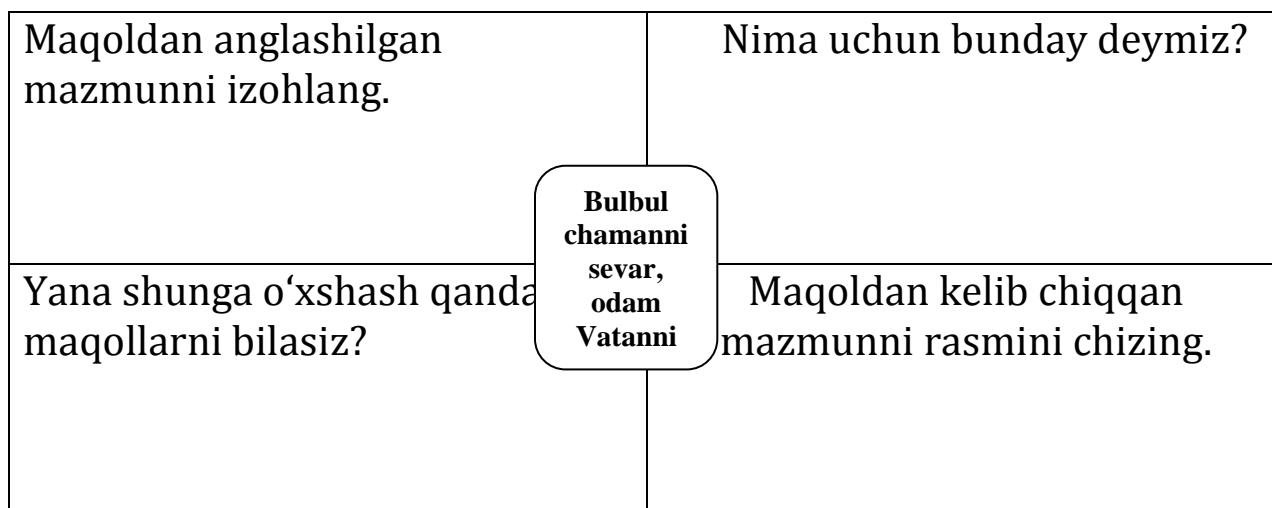 Maqoldan anglashilgan
mazmunni izohlang.
Nima uchun bunday deymiz?
Bulbul
chamanni
sevar,
odam
Vatanni
Yana shunga o‘xshash qanda
maqollarni bilasiz?
Maqoldan kelib chiqqan
mazmunni rasmini chizing.